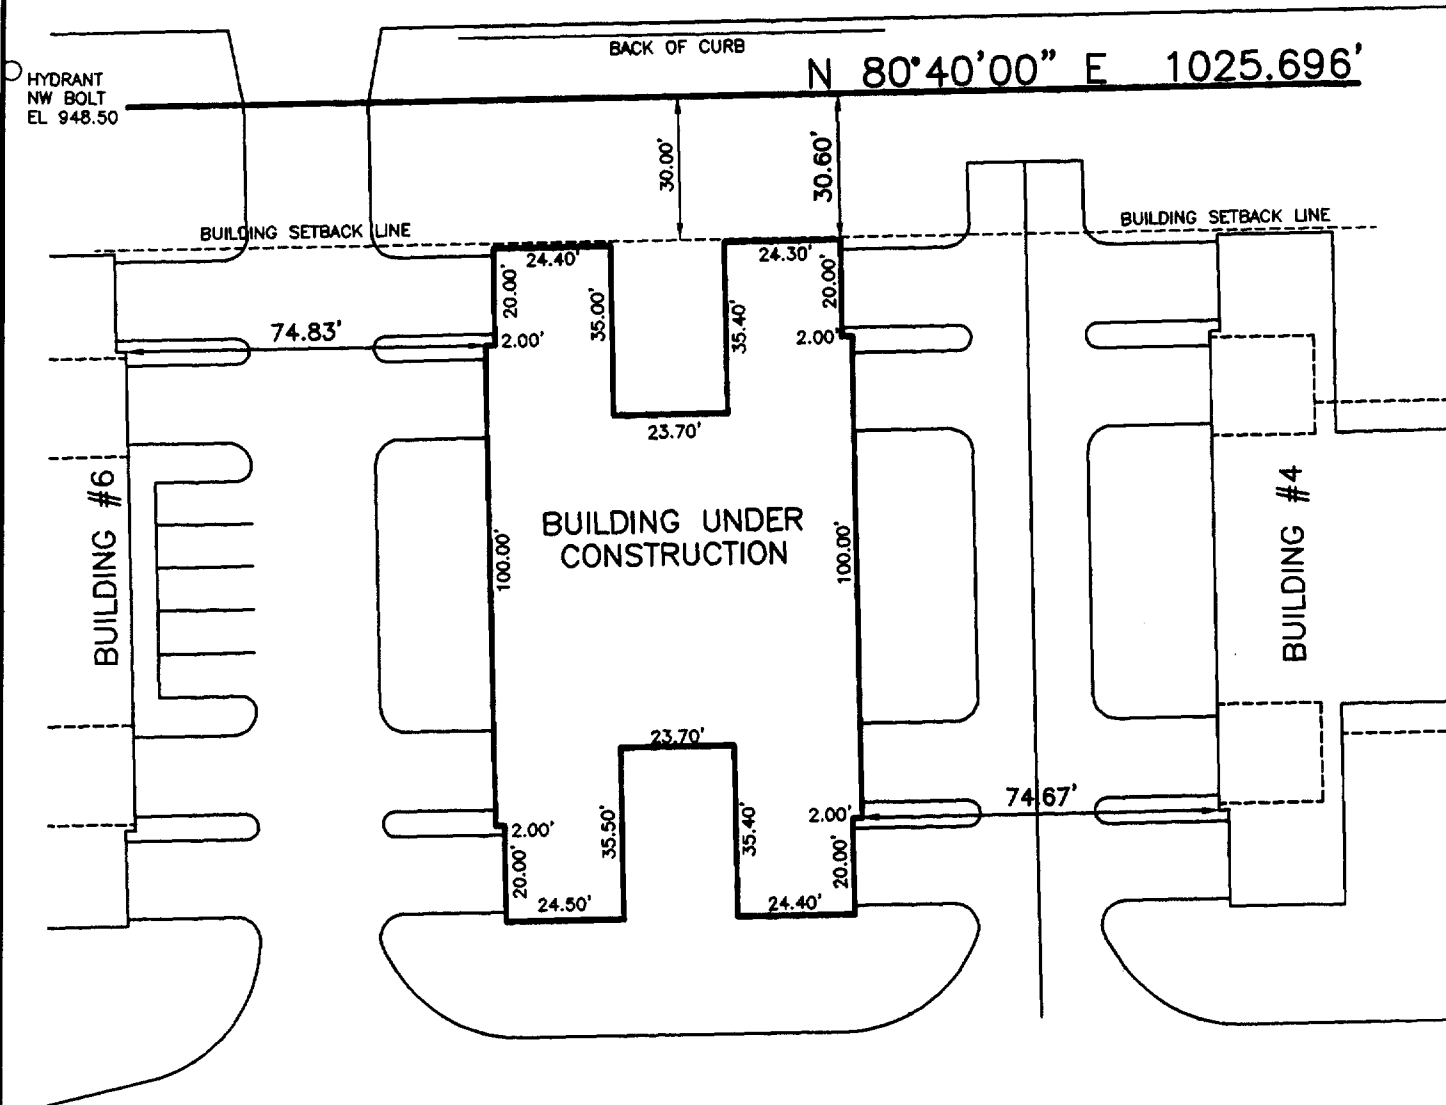 BACK OF CURB
N 80°40'00" E 1025.696'
HYDRANT
NW BOLT
EL 948.50
30.00'
30.60'
BUILDING SETBACK LINE
BUILDING SETBACK LINE
24.40'
24.30'
20.00'
35.00'
35.40'
20.00'
74.83'
2.00'
2.00'
23.70'
BUILDING #6
BUILDING UNDER
CONSTRUCTION
BUILDING #4
100.00'
100.00'
23.70'
74.67'
2.00'
2.00'
35.50'
35.40'
20.00'
20.00'
24.50'
24.40'